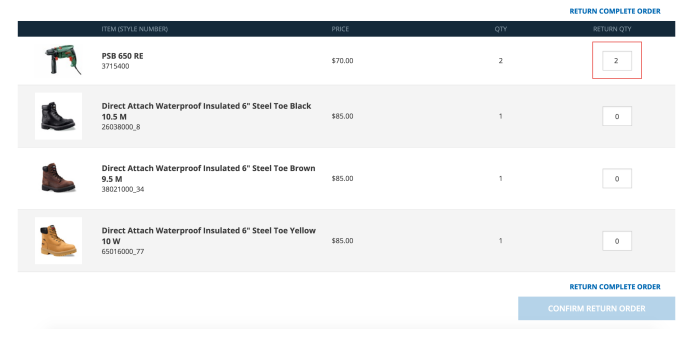 RETURN COMPLETE ORDER
ITEM (STYLE NUMBER) PRICE QTY RETURN QTY
PSB 650 RE
3715400
$70.00 2 2
Direct Attach Waterproof Insulated 6" Steel Toe Black
10.5 M
26038000_8
$85.00 1 0
Direct Attach Waterproof Insulated 6" Steel Toe Brown
9.5 M
38021000_34
$85.00 1 0
Direct Attach Waterproof Insulated 6" Steel Toe Yellow
10 W
65016000_77
$85.00 1 0
RETURN COMPLETE ORDER
CONFIRM RETURN ORDER